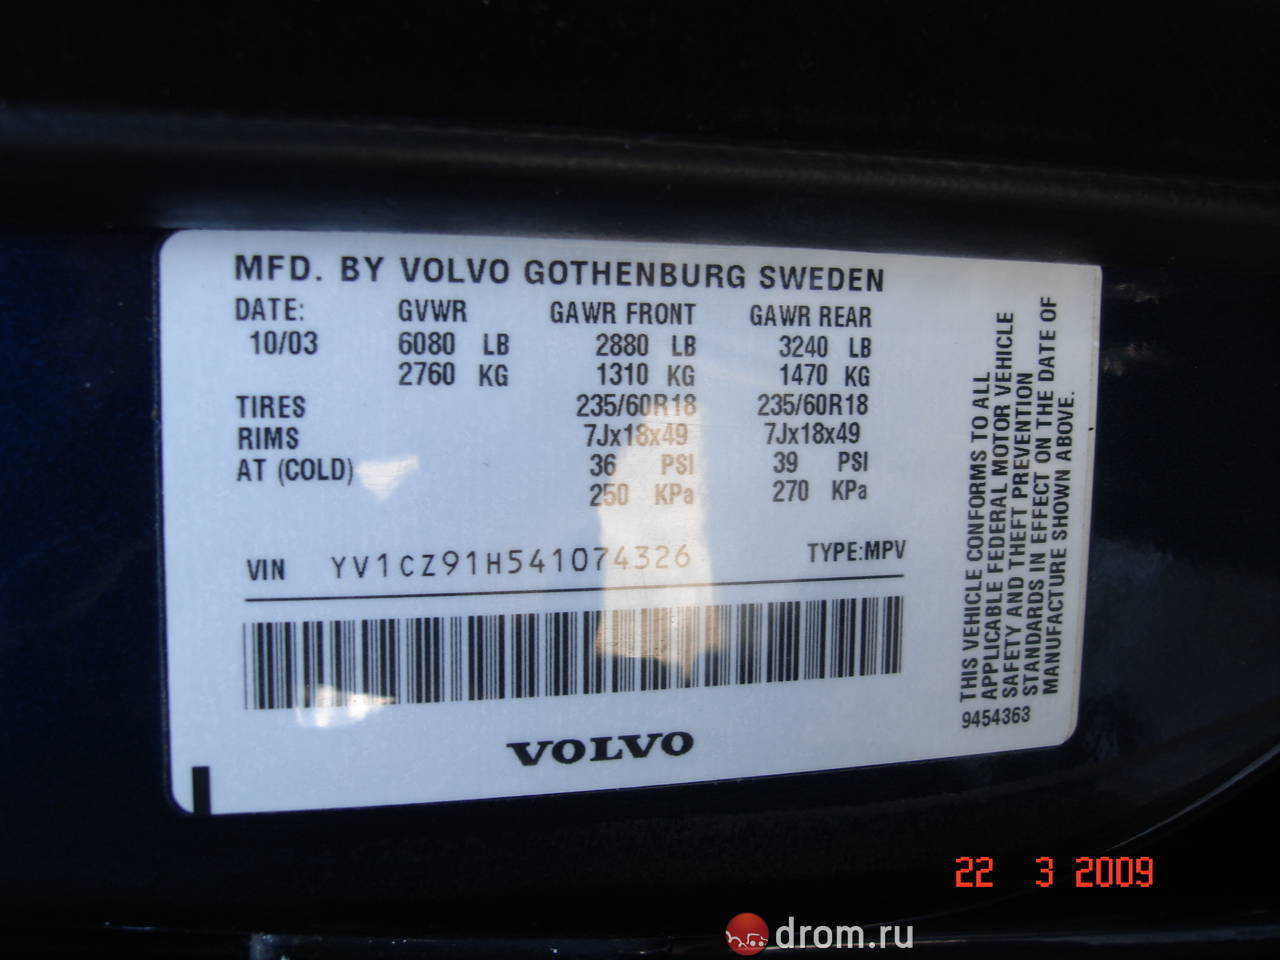 MFD. BY VOLVO GOTHENBURG SWEDEN
DATE: GVWR GAWR FRONT GAWR REAR
10/03 6080 LB 2880 LB 3240 LB
2760 KG 1310 KG 1470 KG
TIRES 235/60R18 235/60R18
RIMS 7Jx18x49 7Jx18x49
AT (COLD) 36 PSI 39 PSI
250 KPa 270 KPa
VIN YV1CZ91H541074326 TYPE:MPV
VOLVO
THIS VEHICLE CONFORMS TO ALL
APPLICABLE FEDERAL MOTOR VEHICLE
SAFETY AND THEFT PREVENTION
STANDARDS IN EFFECT ON THE DATE OF
MANUFACTURE SHOWN ABOVE.
9454363
22 3 2009
drom.ru